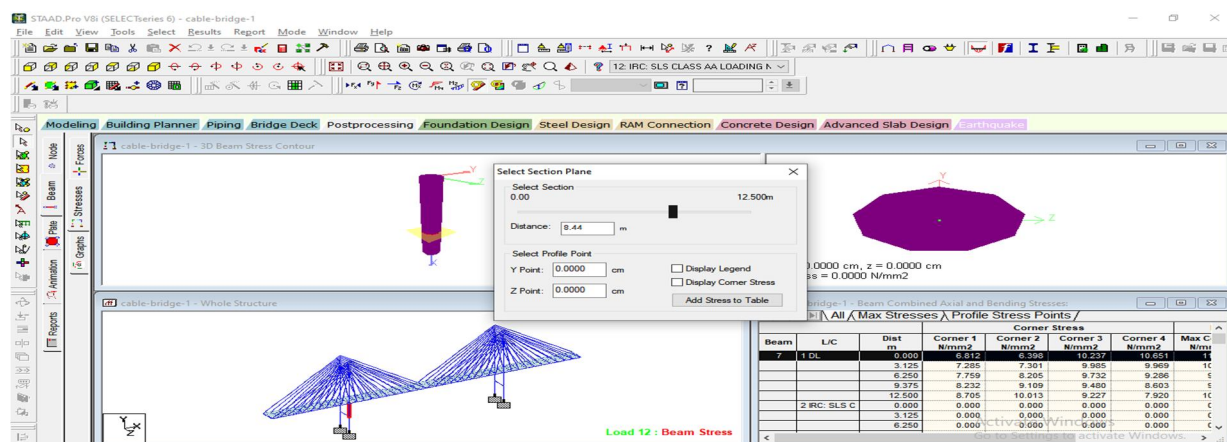 STAAD.Pro V8i (SELECTseries 6) - cable-bridge-1
File Edit View Tools Select Results Report Mode Window Help
12: IRC: SLS CLASS AA LOADING N
Modeling Building Planner Piping Bridge Deck Postprocessing Foundation Design Steel Design RAM Connection Concrete Design Advanced Slab Design Earthquake
Node
Beam
Plate
Animation
Reports
Forces
Stresses
Graphs
cable-bridge-1 - 3D Beam Stress Contour
Y
Z
X
Select Section Plane
Select Section
0.00 12.500m
Distance: 8.44 m
Select Profile Point
Y Point: 0.0000 cm
Z Point: 0.0000 cm
Display Legend
Display Corner Stress
Add Stress to Table
Y
Z
0.0000 cm, z = 0.0000 cm
ss = 0.0000 N/mm2
cable-bridge-1 - Whole Structure
Y
X
Z
Load 12 : Beam Stress
bridge-1 - Beam Combined Axial and Bending Stresses:
All Max Stresses Profile Stress Points
Corner Stress
Beam L/C Dist m Corner 1 N/mm2 Corner 2 N/mm2 Corner 3 N/mm2 Corner 4 N/mm2 Max C
7 1 DL 0.000 6.812 6.398 10.237 10.651 11
3.125 7.285 7.301 9.985 9.969 10
6.250 7.759 8.205 9.732 9.286 9
9.375 8.232 9.109 9.480 8.603 9
12.500 8.705 10.013 9.227 7.920 10
2 IRC: SLS C 0.000 0.000 0.000 0.000 0.000
3.125 0.000 0.000 0.000 0.000
6.250 0.000 0.000 0.000 0.000
Activate Windows
Go to Settings to activate Windows.